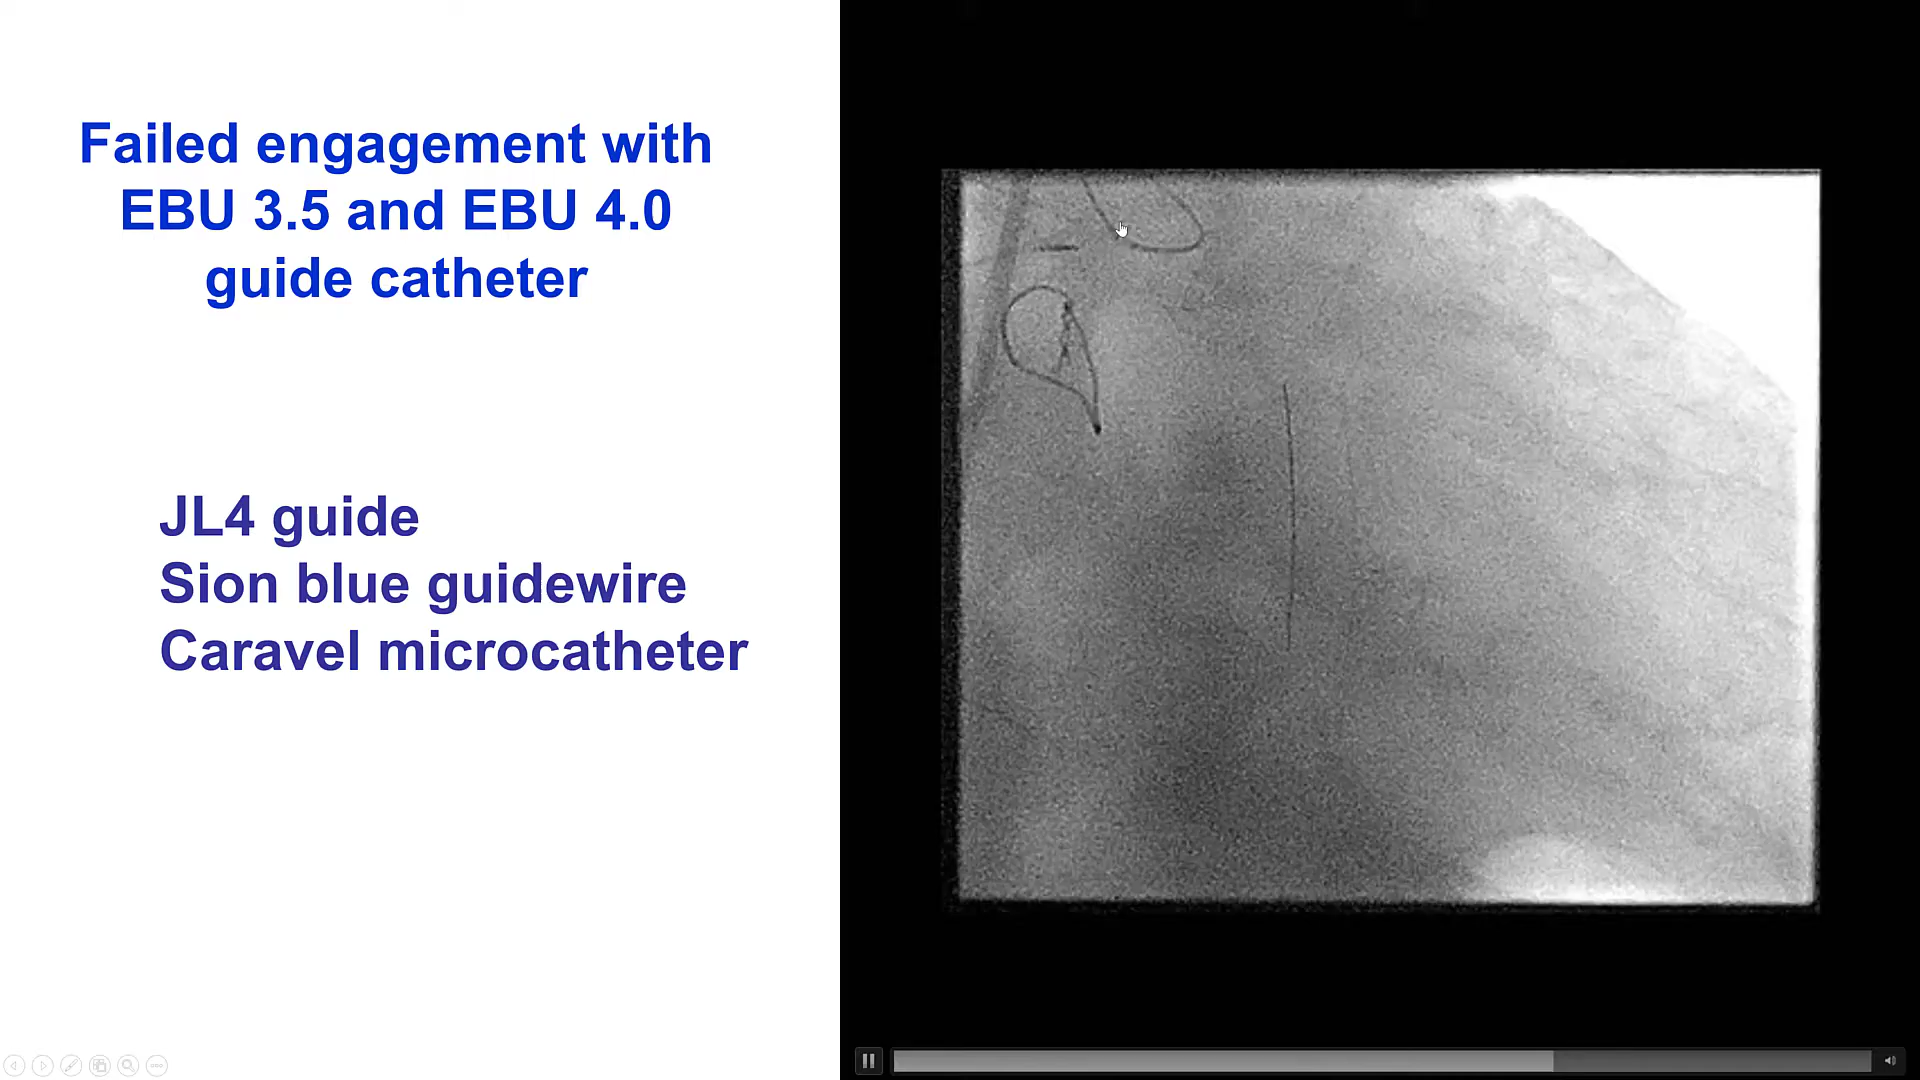 Failed engagement with
EBU 3.5 and EBU 4.0
guide catheter
JL4 guide
Sion blue guidewire
Caravel microcatheter